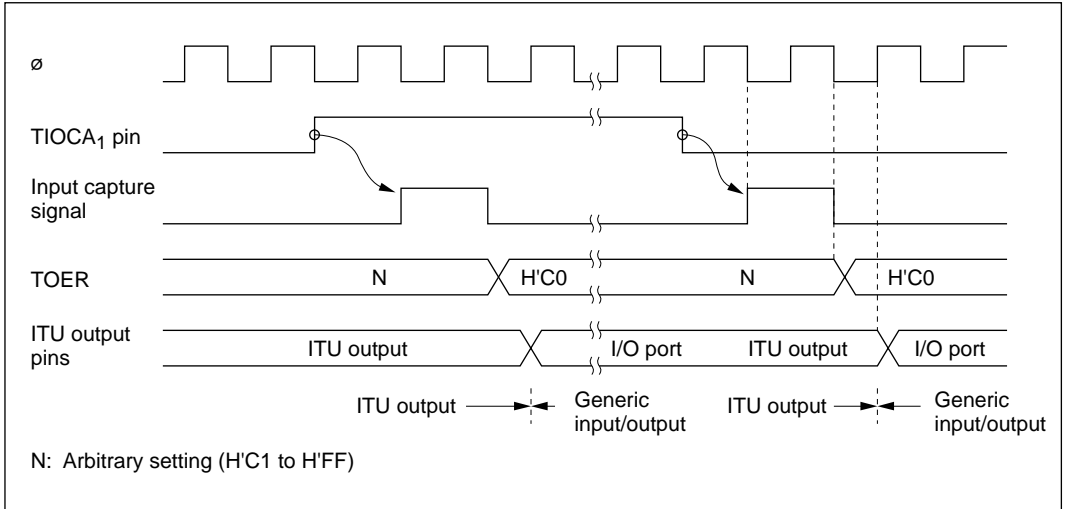 ø
TIOCA1 pin
Input capture
signal
TOER N H'C0 N H'C0
ITU output
pins
ITU output I/O port ITU output I/O port
ITU output Generic
input/output
ITU output Generic
input/output
N: Arbitrary setting (H'C1 to H'FF)